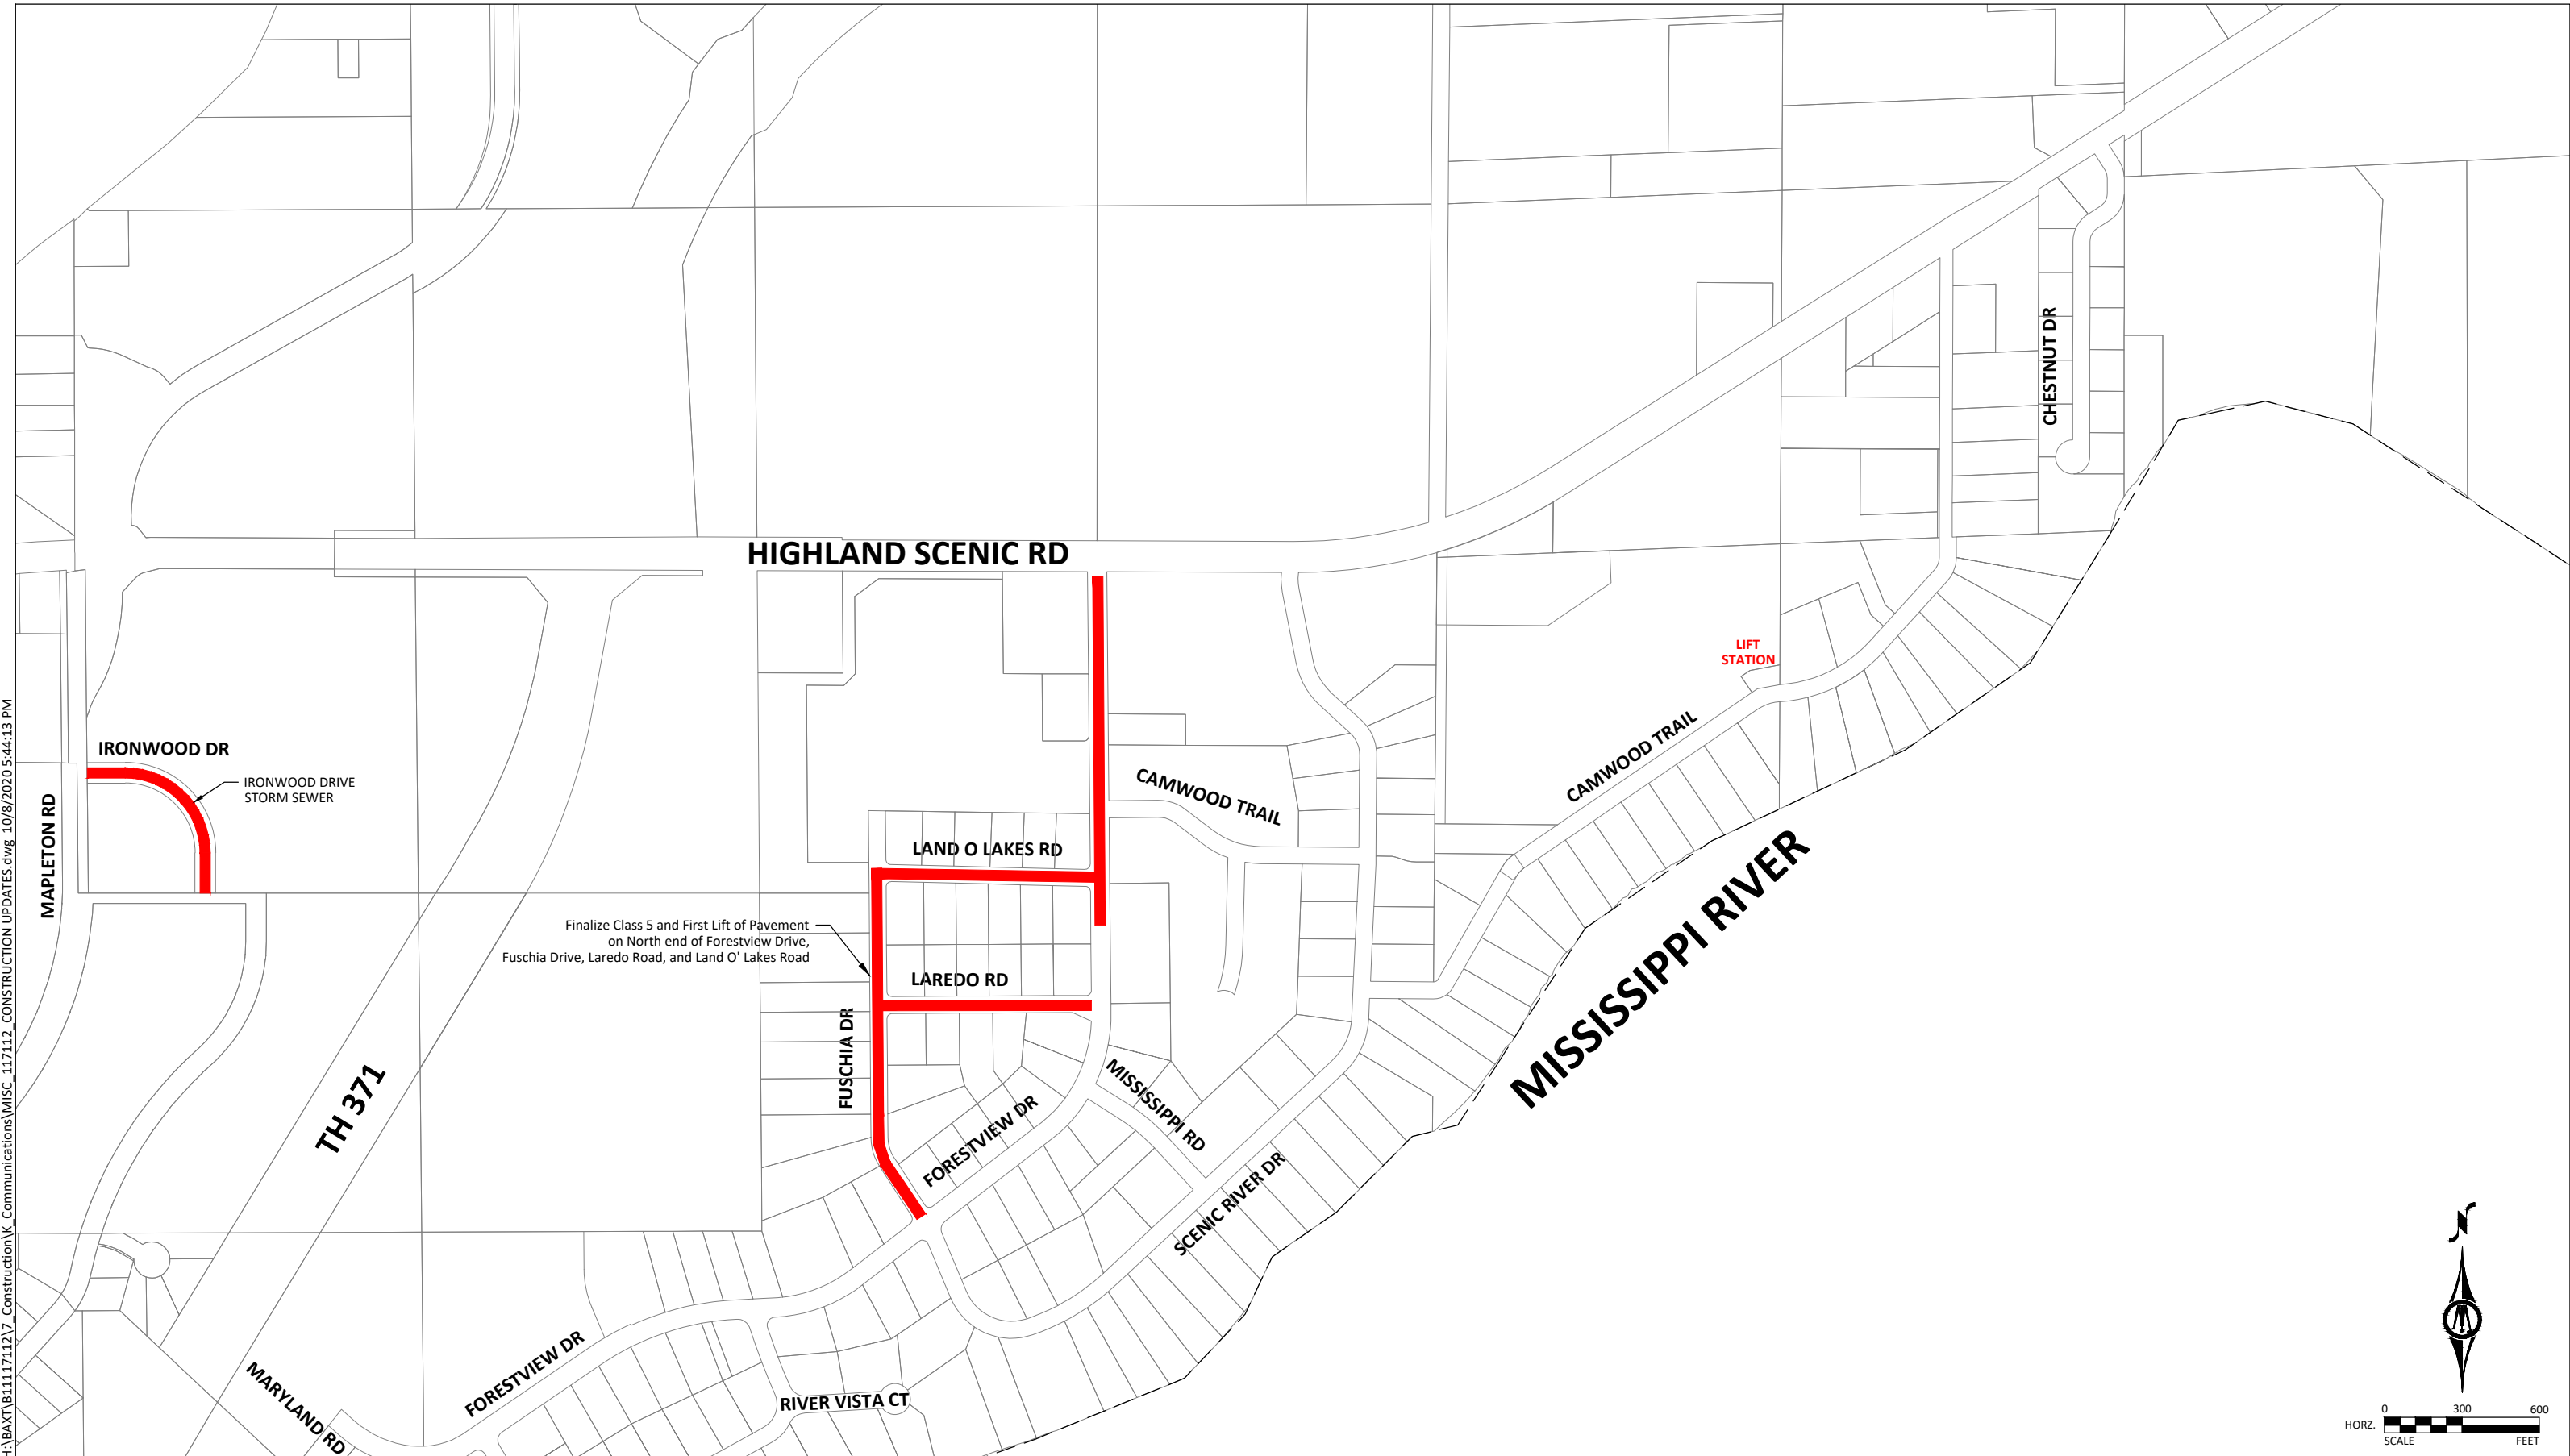 HIGHLAND SCENIC RD
CHESTNUT DR
LIFT
STATION
CAMWOOD TRAIL
IRONWOOD DR
IRONWOOD DRIVE
STORM SEWER
MAPLETON RD
CAMWOOD TRAIL
LAND O LAKES RD
MISSISSIPPI RIVER
Finalize Class 5 and First Lift of Pavement
on North end of Forestview Drive,
Fuschia Drive, Laredo Road, and Land O' Lakes Road
LAREDO RD
FUSCHIA DR
TH 371
MISSISSIPPI RD
FORESTVIEW DR
SCENIC RIVER DR
FORESTVIEW DR
MARYLAND RD
RIVER VISTA CT
N
0 300 600
HORZ.
SCALE FEET
H:\BAXT\B11117112\7_Construction\K_Communications\MISC_117112_CONSTRUCTION UPDATES.dwg 10/8/2020 5:44:13 PM